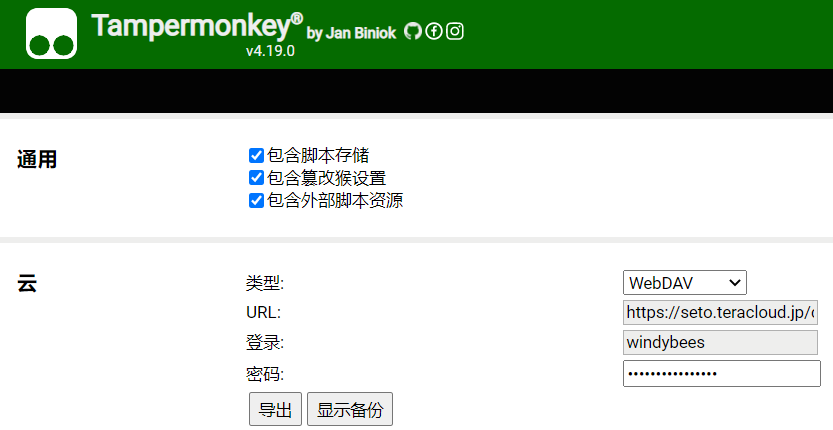 Tampermonkey® by Jan Biniok
v4.19.0
通用
包含脚本存储
包含篡改猴设置
包含外部脚本资源
云
类型:
WebDAV
URL:
https://seto.teracloud.jp/
登录:
windybees
密码:
••••••••••••••••
导出 显示备份